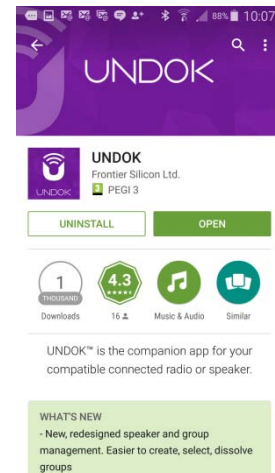 88% 10:07
UNDOK
UNDOK
UNDOK
Frontier Silicon Ltd.
3 PEGI 3
UNINSTALL
OPEN
1
THOUSAND
Downloads
4.3
16
Music & Audio
Similar
UNDOK™ is the companion app for your
compatible connected radio or speaker.
WHAT'S NEW
- New, redesigned speaker and group
management. Easier to create, select, dissolve
groups